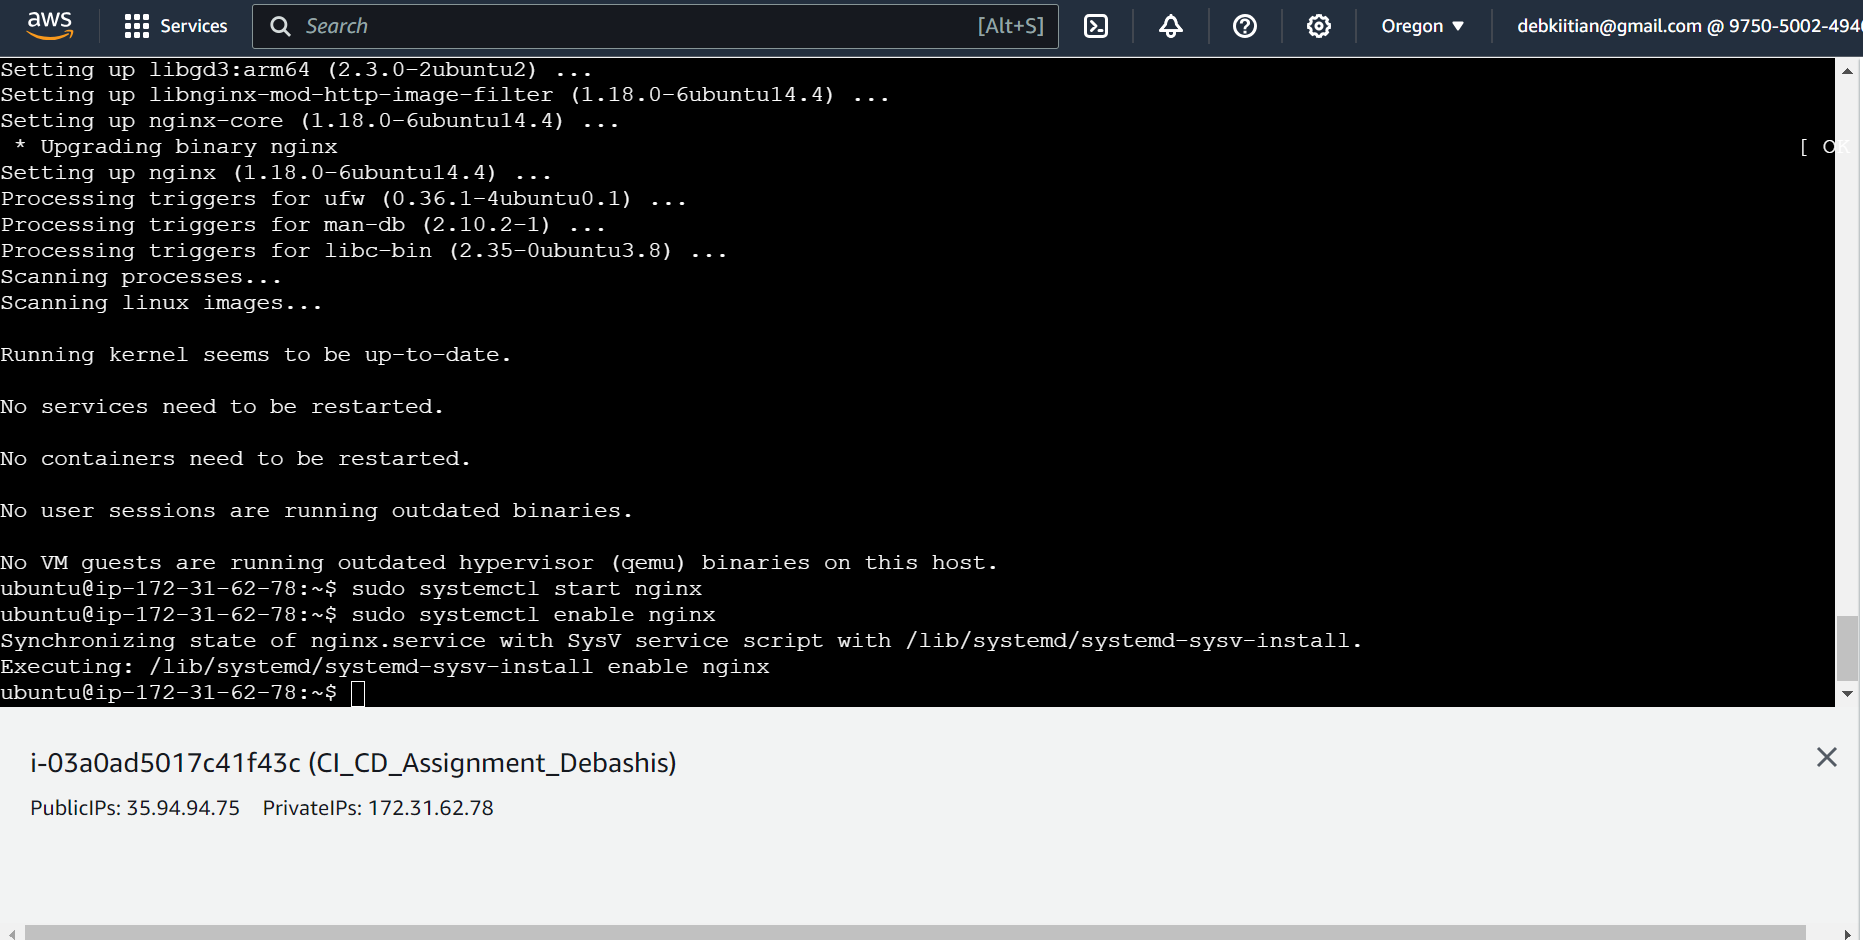 aws Services Search [Alt+S] Oregon ▼ debkiitian@gmail.com @ 9750-5002-494
Setting up libgd3:arm64 (2.3.0-2ubuntu2) ...
Setting up libnginx-mod-http-image-filter (1.18.0-6ubuntu14.4) ...
Setting up nginx-core (1.18.0-6ubuntu14.4) ...
 * Upgrading binary nginx [ OK
Setting up nginx (1.18.0-6ubuntu14.4) ...
Processing triggers for ufw (0.36.1-4ubuntu0.1) ...
Processing triggers for man-db (2.10.2-1) ...
Processing triggers for libc-bin (2.35-0ubuntu3.8) ...
Scanning processes...
Scanning linux images...
Running kernel seems to be up-to-date.
No services need to be restarted.
No containers need to be restarted.
No user sessions are running outdated binaries.
No VM guests are running outdated hypervisor (qemu) binaries on this host.
ubuntu@ip-172-31-62-78:~$ sudo systemctl start nginx
ubuntu@ip-172-31-62-78:~$ sudo systemctl enable nginx
Synchronizing state of nginx.service with SysV service script with /lib/systemd/systemd-sysv-install.
Executing: /lib/systemd/systemd-sysv-install enable nginx
ubuntu@ip-172-31-62-78:~$
i-03a0ad5017c41f43c (CI_CD_Assignment_Debashis)
PublicIPs: 35.94.94.75 PrivateIPs: 172.31.62.78